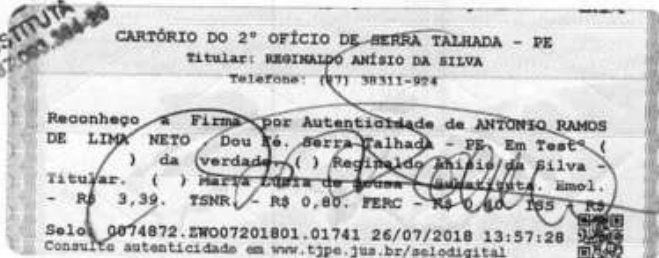 STITUTA
CARTÓRIO DO 2º OFÍCIO DE SERRA TALHADA - PE
Titular: REGINALDO ANÍSIO DA SILVA
Telefone: (87) 38311-924
Reconheço a Firma por Autenticidade de ANTONIO RAMOS
DE LIMA NETO . Dou Fé. Serra Talhada - PE. Em Testº (
) da verdade. ( ) Reginaldo Anísio da Silva -
Titular. ( ) Maria Lúcia de Sousa - Substituta. Emol.
- R$ 3,39. TSNR. - R$ 0,80. FERC - R$ 0,40. ISS - R$
Selo 0074872.ZWO07201801.01741 26/07/2018 13:57:28
Consulte autenticidade em www.tjpe.jus.br/selodigital